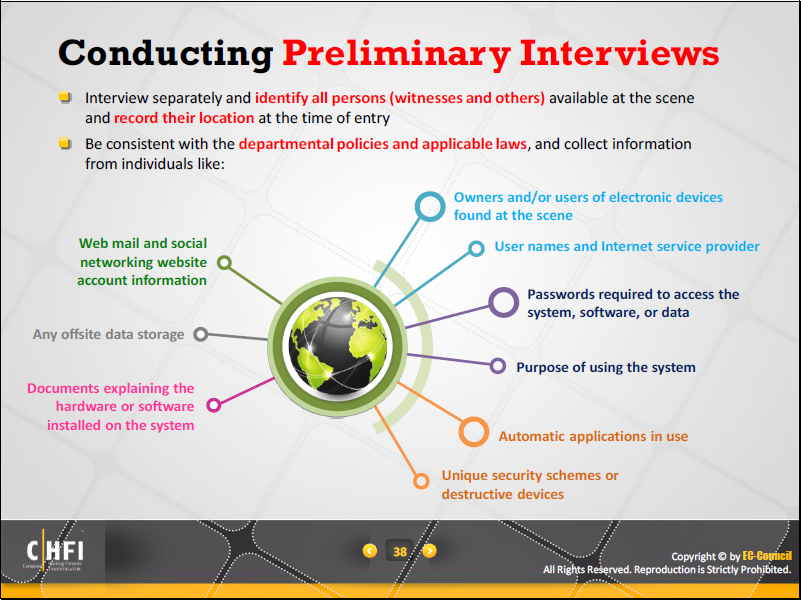 Conducting Preliminary Interviews
Interview separately and identify all persons (witnesses and others) available at the scene
and record their location at the time of entry
Be consistent with the departmental policies and applicable laws, and collect information
from individuals like:
Owners and/or users of electronic devices
found at the scene
User names and Internet service provider
Passwords required to access the
system, software, or data
Purpose of using the system
Automatic applications in use
Unique security schemes or
destructive devices
Web mail and social
networking website
account information
Any offsite data storage
Documents explaining the
hardware or software
installed on the system
CHFI
Computer Hacking Forensic
INVESTIGATOR
38
Copyright © by EC-Council
All Rights Reserved. Reproduction is Strictly Prohibited.